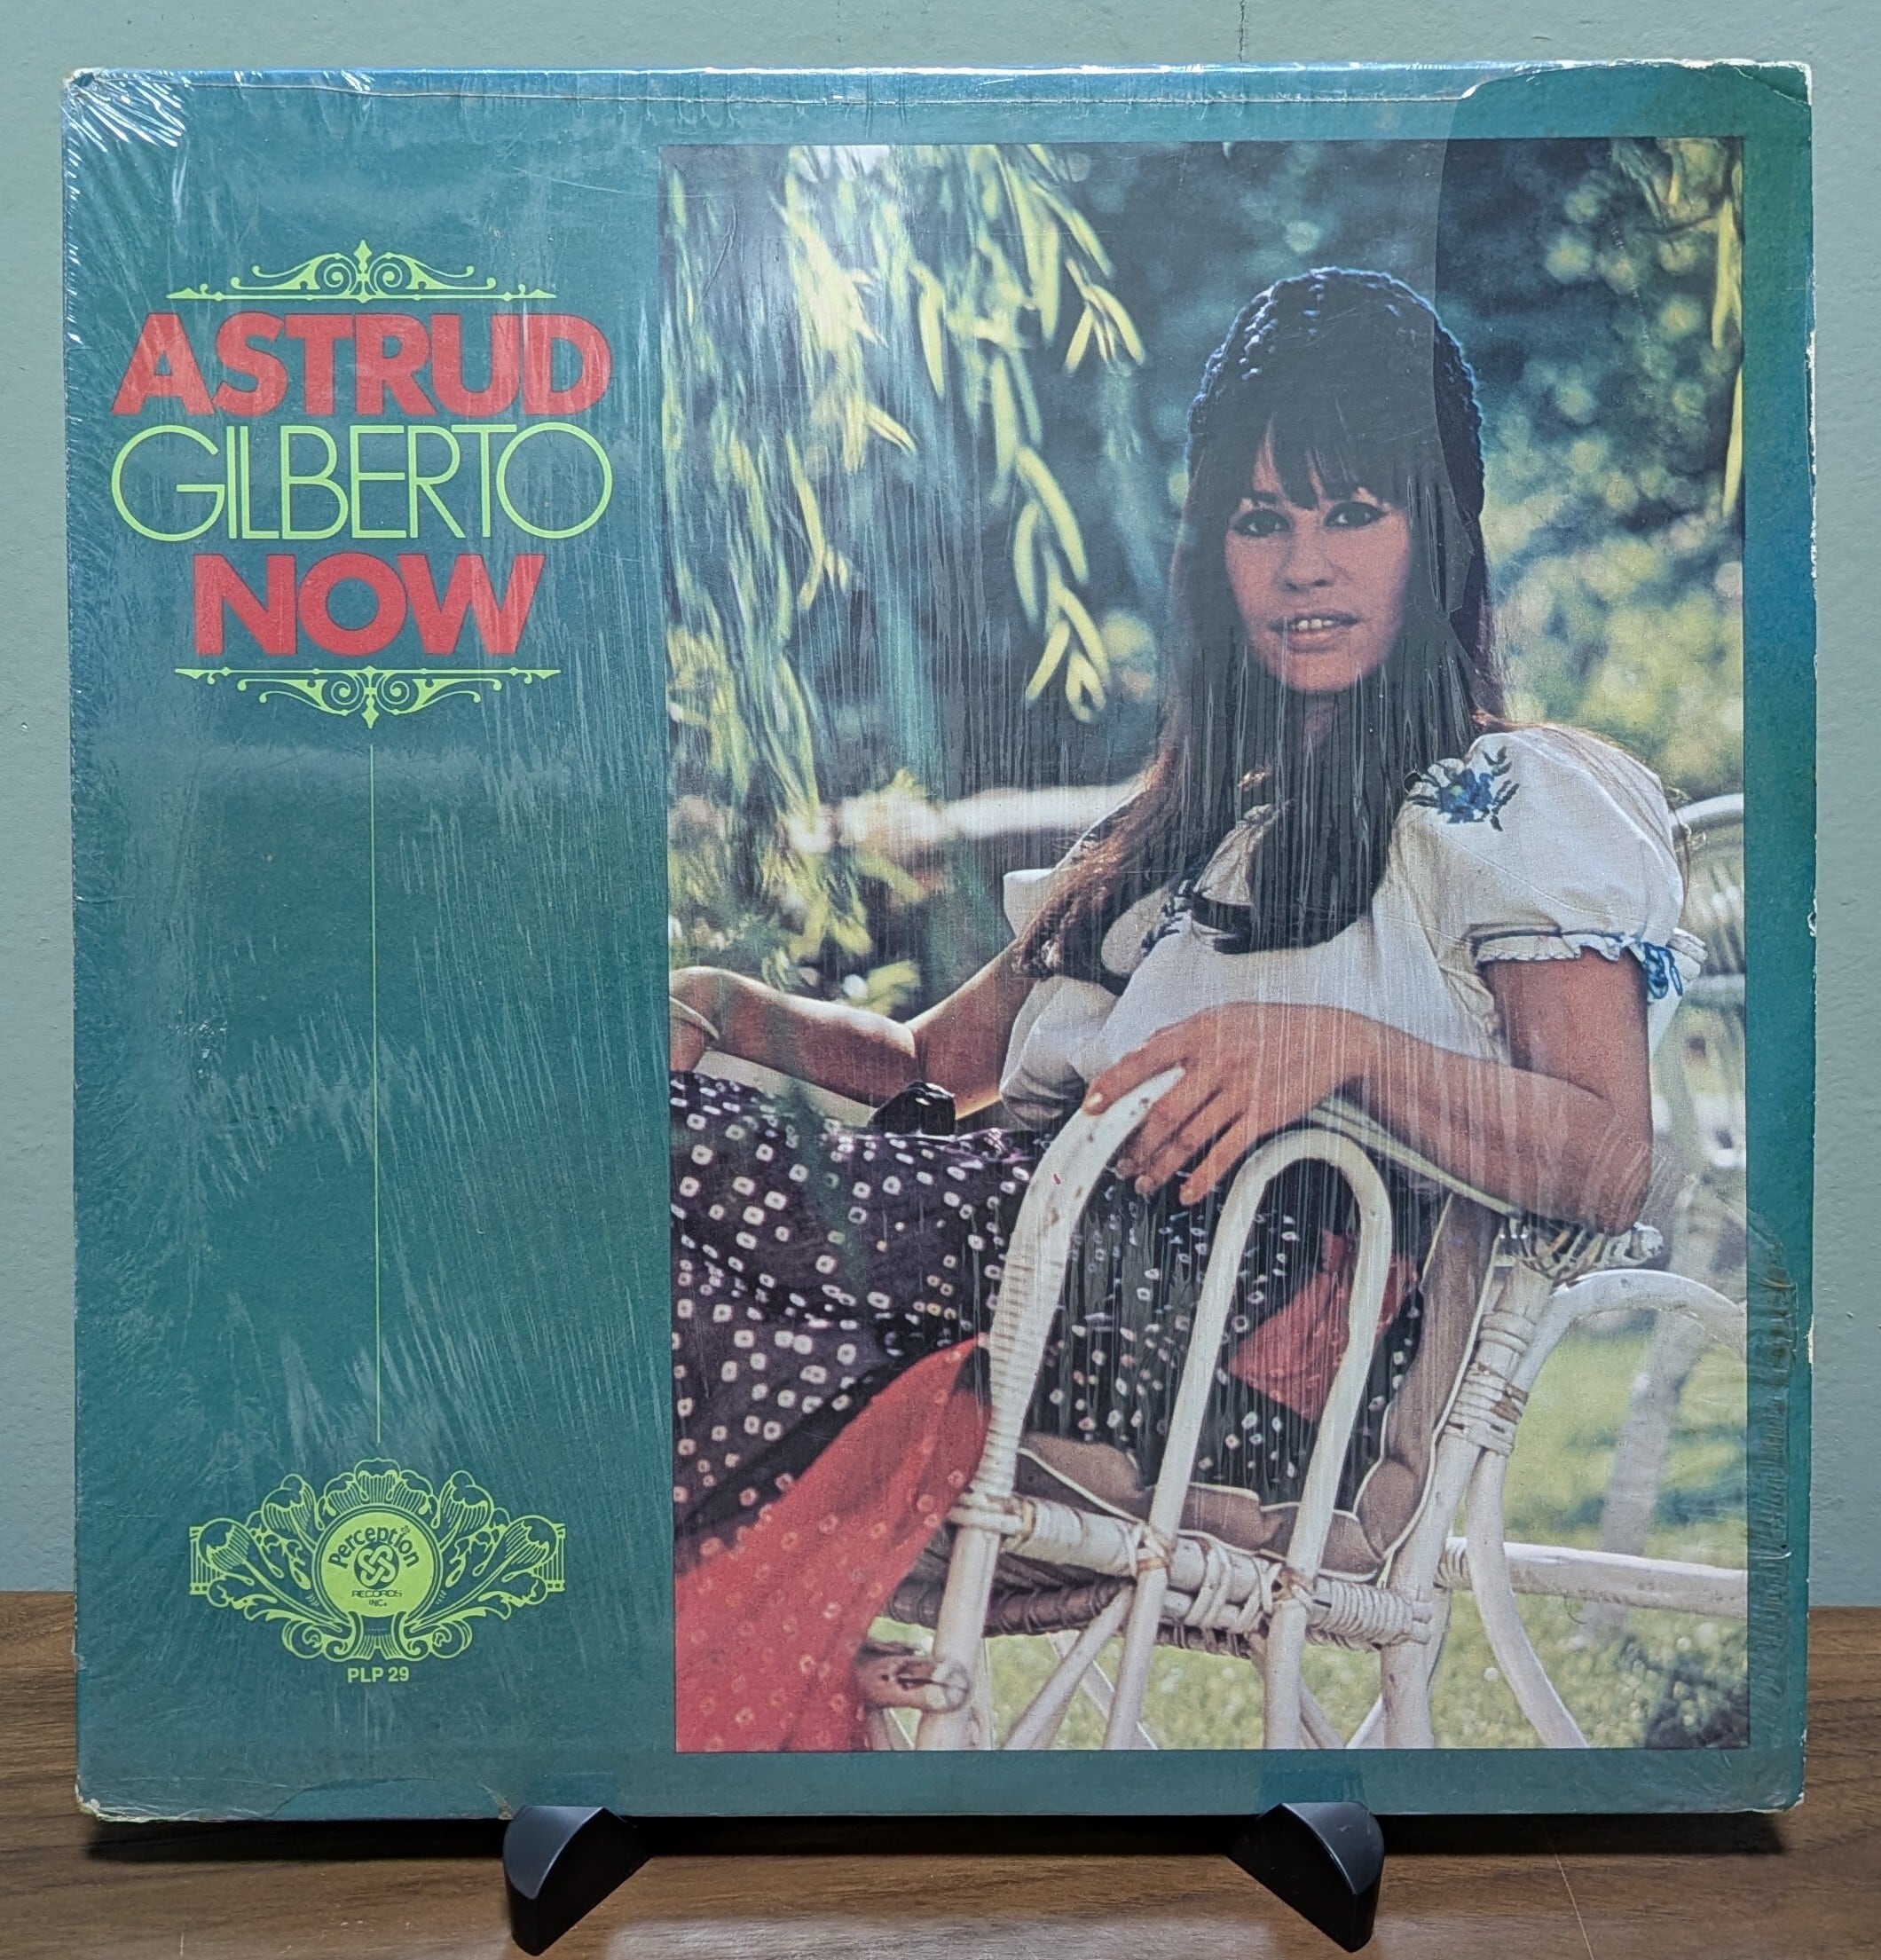 ASTRUD
GILBERTO
NOW
Perception
RECORDS
INC.
PLP 29